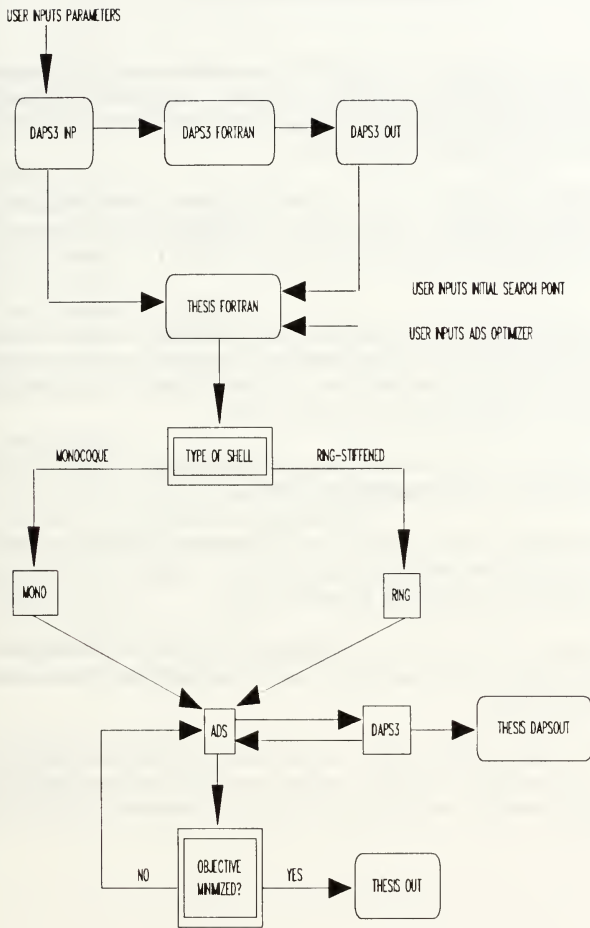 USER INPUTS PARAMETERS
DAPS3 INP
DAPS3 FORTRAN
DAPS3 OUT
THESIS FORTRAN
USER INPUTS INITIAL SEARCH POINT
USER INPUTS ADS OPTIMIZER
TYPE OF SHELL
MONOCOQUE
RING-STIFFENED
MONO
RING
ADS
DAPS3
THESIS DAPSOUT
OBJECTIVE
MINIMIZED?
NO
YES
THESIS OUT